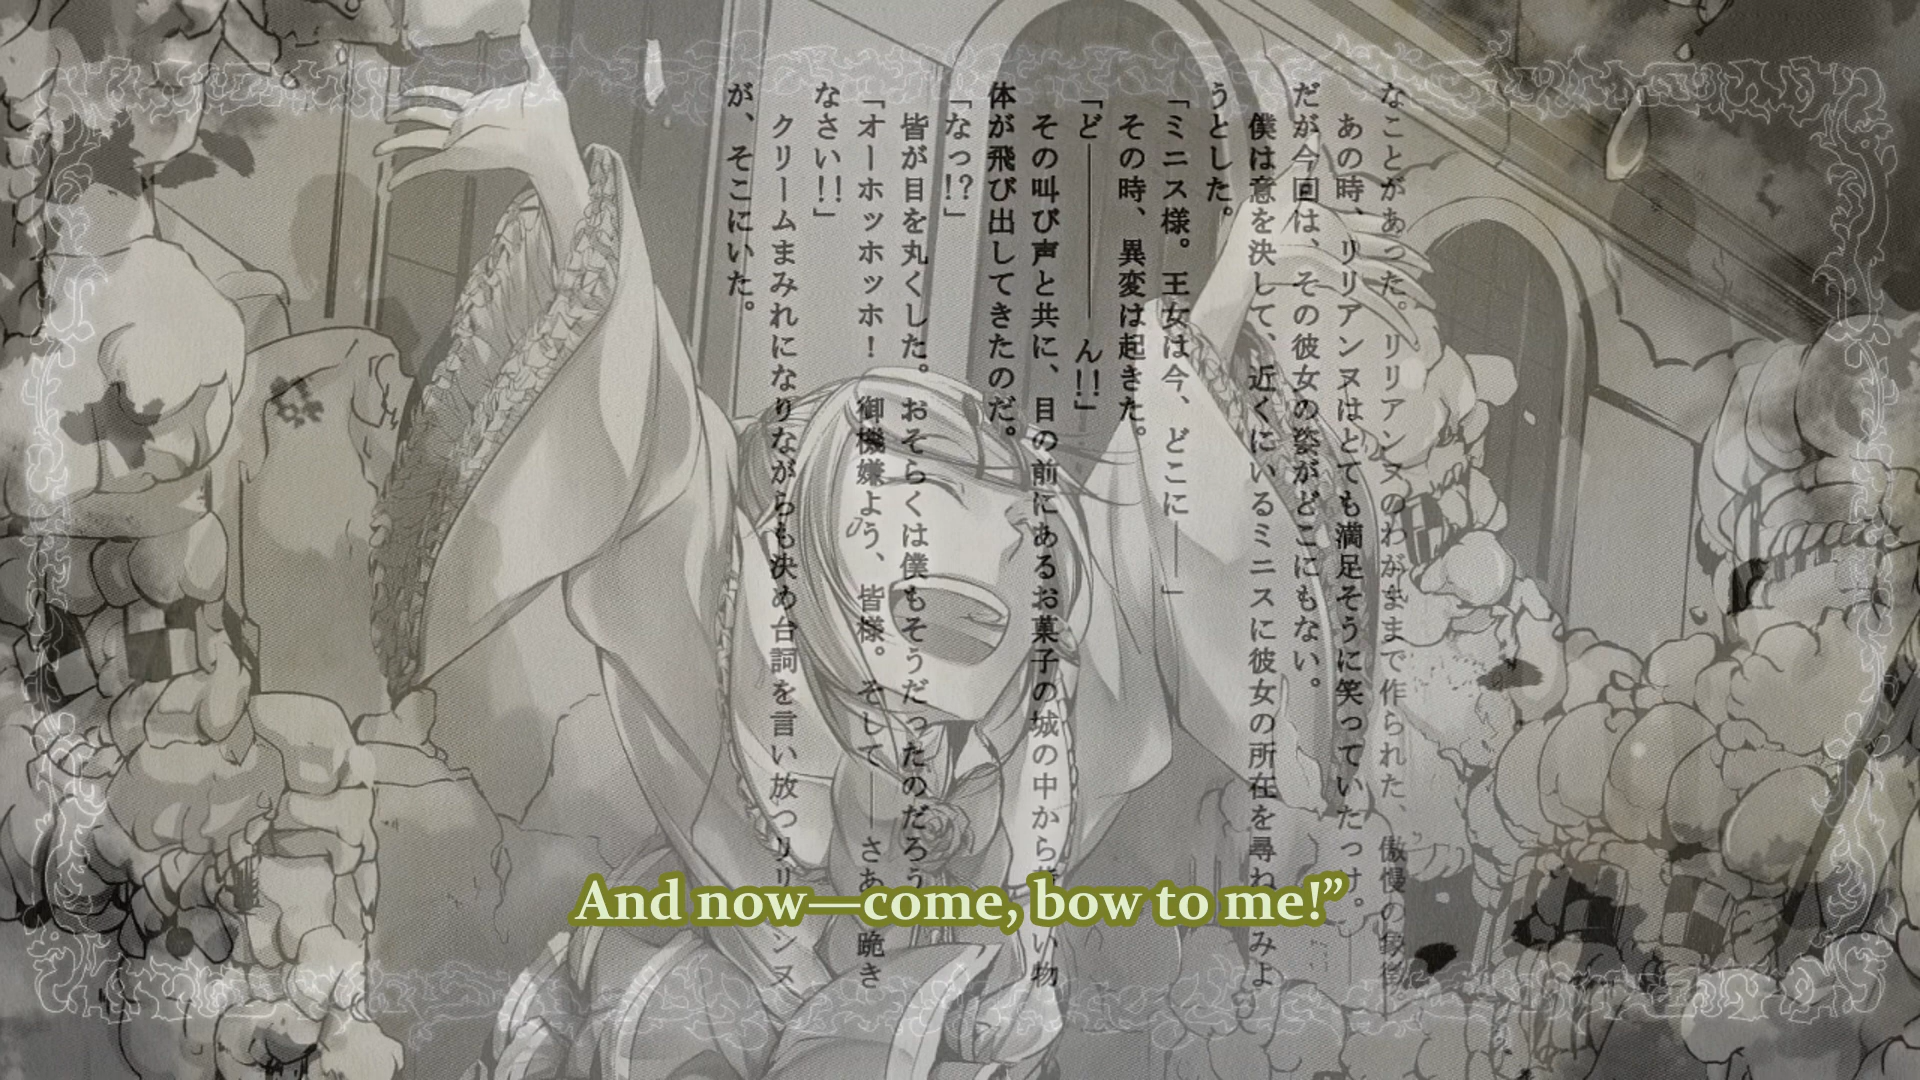 なことがあった。リリアンヌのわがままで作られた、傲慢の象徴。
あの時、リリアンヌはとても満足そうに笑っていたっけ。
だが今回は、その彼女の姿がどこにもない。
僕は意を決して、近くにいるミニスに彼女の所在を尋ねてみよ
うとした。
「ミニス様。王女は今、どこに――」
その時、異変は起きた。
「ど――――――ん!!」
その叫び声と共に、目の前にあるお菓子の城の中から い物
体が飛び出してきたのだ。
「なっ!?」
皆が目を丸くした。おそらくは僕もそうだったのだろう
「オーホッホッホ！ 御機嫌よう、皆様。そして――さあ 跪き
なさい!!」
クリームまみれになりながらも決め台詞を言い放つリリアンヌ
が、そこにいた。
And now—come, bow to me!”